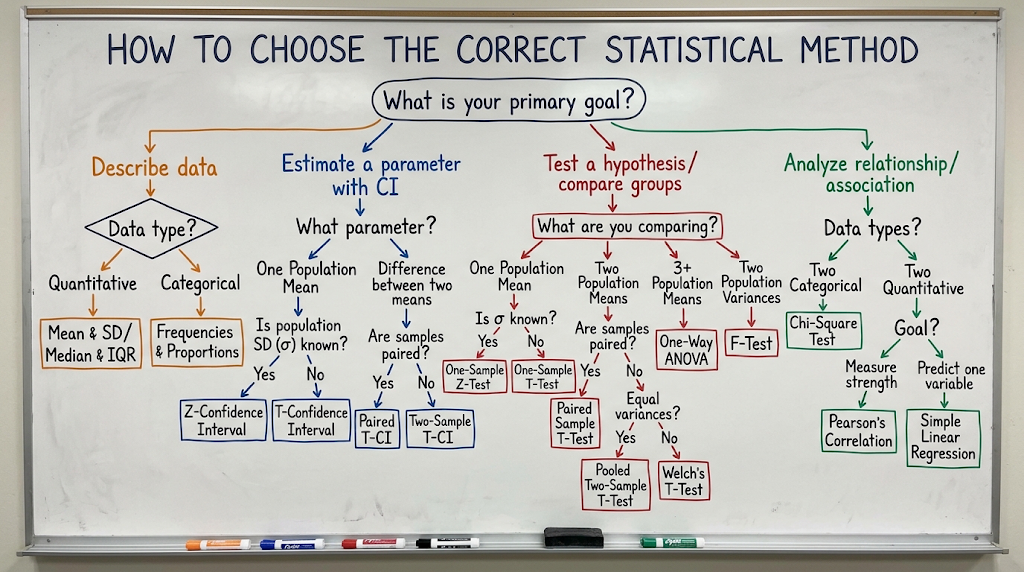 HOW TO CHOOSE THE CORRECT STATISTICAL METHOD
What is your primary goal?
Describe data
Data type?
Quantitative
Mean & SD/
Median & IQR
Categorical
Frequencies
& Proportions
Estimate a parameter
with CI
What parameter?
One Population
Mean
Is population
SD (σ) known?
Yes
Z-Confidence
Interval
No
T-Confidence
Interval
Difference
between two
means
Are samples
paired?
Yes
Paired
T-CI
No
Two-Sample
T-CI
Test a hypothesis/
compare groups
What are you comparing?
One Population
Mean
Is σ known?
Yes
One-Sample
Z-Test
No
One-Sample
T-Test
Two
Population
Means
Are samples
paired?
Yes
Paired
Sample
T-Test
No
Equal
variances?
Yes
Pooled
Two-Sample
T-Test
No
Welch's
T-Test
3+
Population
Means
One-Way
ANOVA
Two
Population
Variances
F-Test
Analyze relationship/
association
Data types?
Two
Categorical
Chi-Square
Test
Two
Quantitative
Goal?
Measure
strength
Pearson's
Correlation
Predict one
variable
Simple
Linear
Regression